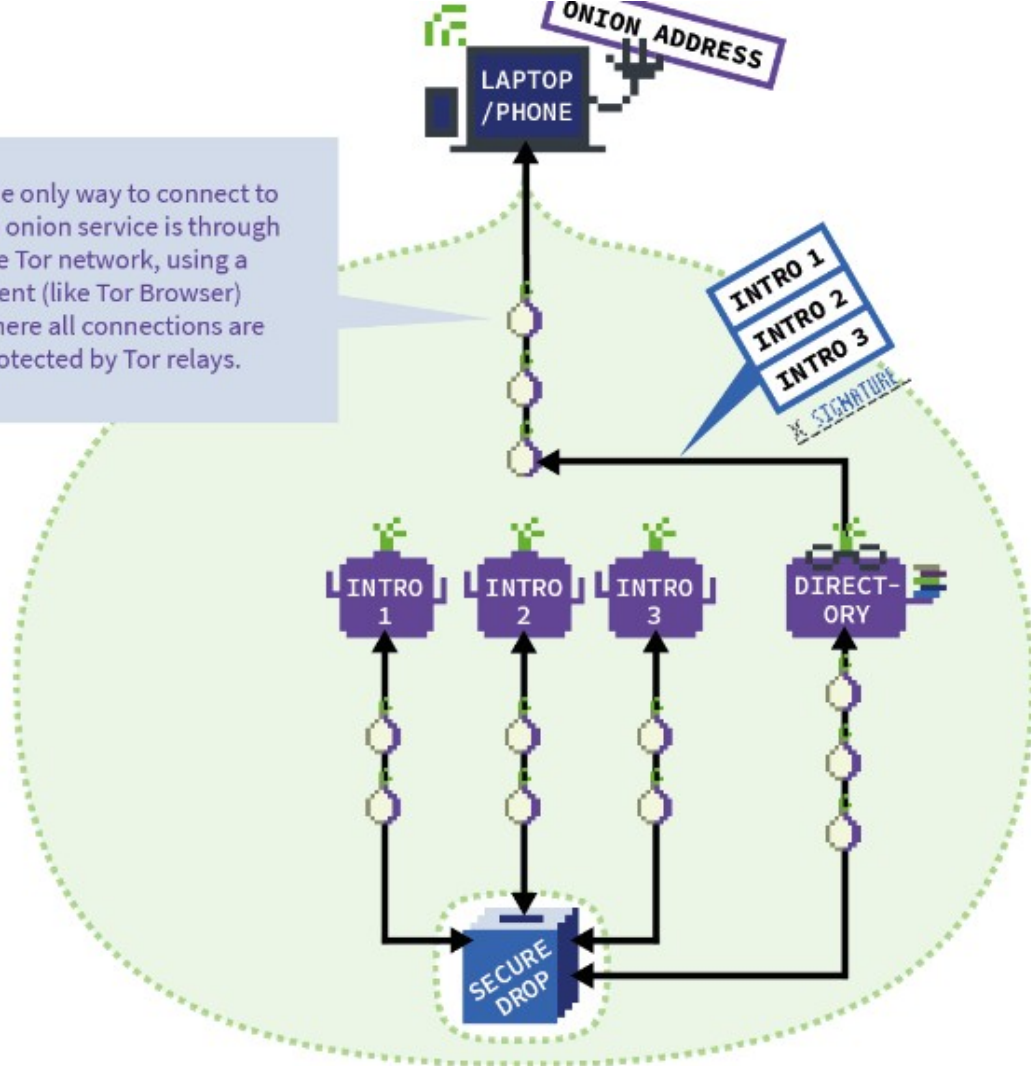 ONION ADDRESS
LAPTOP
/PHONE
e only way to connect to
onion service is through
e Tor network, using a
ent (like Tor Browser)
here all connections are
otected by Tor relays.
INTRO 1
INTRO 2
INTRO 3
X SIGNATURE
INTRO
1
INTRO
2
INTRO
3
DIRECT-
ORY
SECURE
DROP